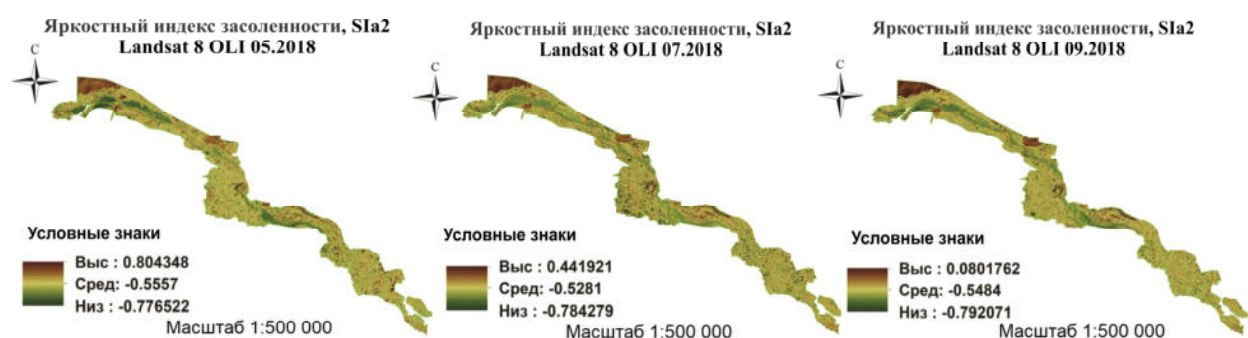 Яркостный индекс засоленности, SIa2
Landsat 8 OLI 05.2018
С
Условные знаки
Выс : 0.804348
Сред: -0.5557
Низ : -0.776522
Масштаб 1:500 000
Яркостный индекс засоленности, SIa2
Landsat 8 OLI 07.2018
С
Условные знаки
Выс : 0.441921
Сред: -0.5281
Низ : -0.784279
Масштаб 1:500 000
Яркостный индекс засоленности, SIa2
Landsat 8 OLI 09.2018
С
Условные знаки
Выс : 0.0801762
Сред: -0.5484
Низ : -0.792071
Масштаб 1:500 000